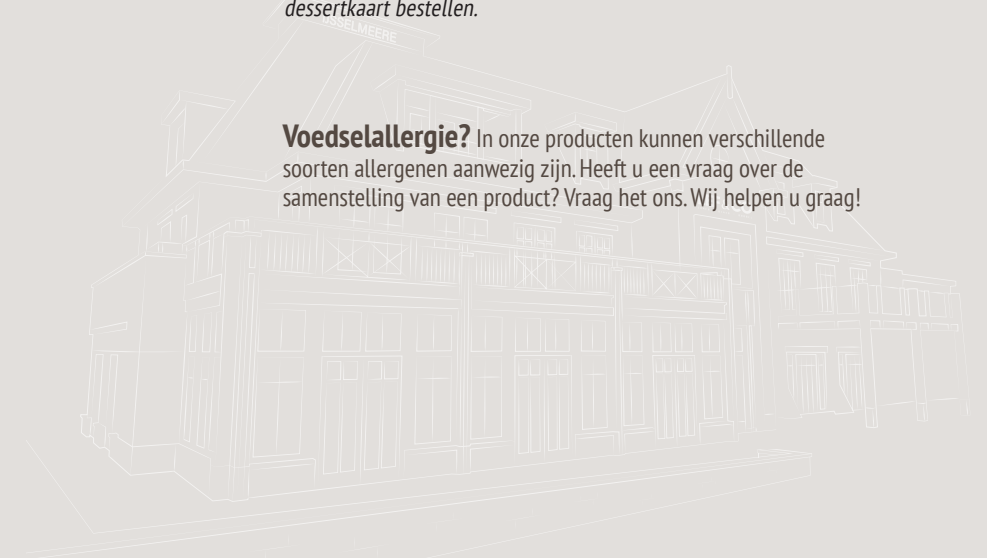 dessertkaart bestellen.
Voedselallergie? In onze producten kunnen verschillende
soorten allergenen aanwezig zijn. Heeft u een vraag over de
samenstelling van een product? Vraag het ons. Wij helpen u graag!